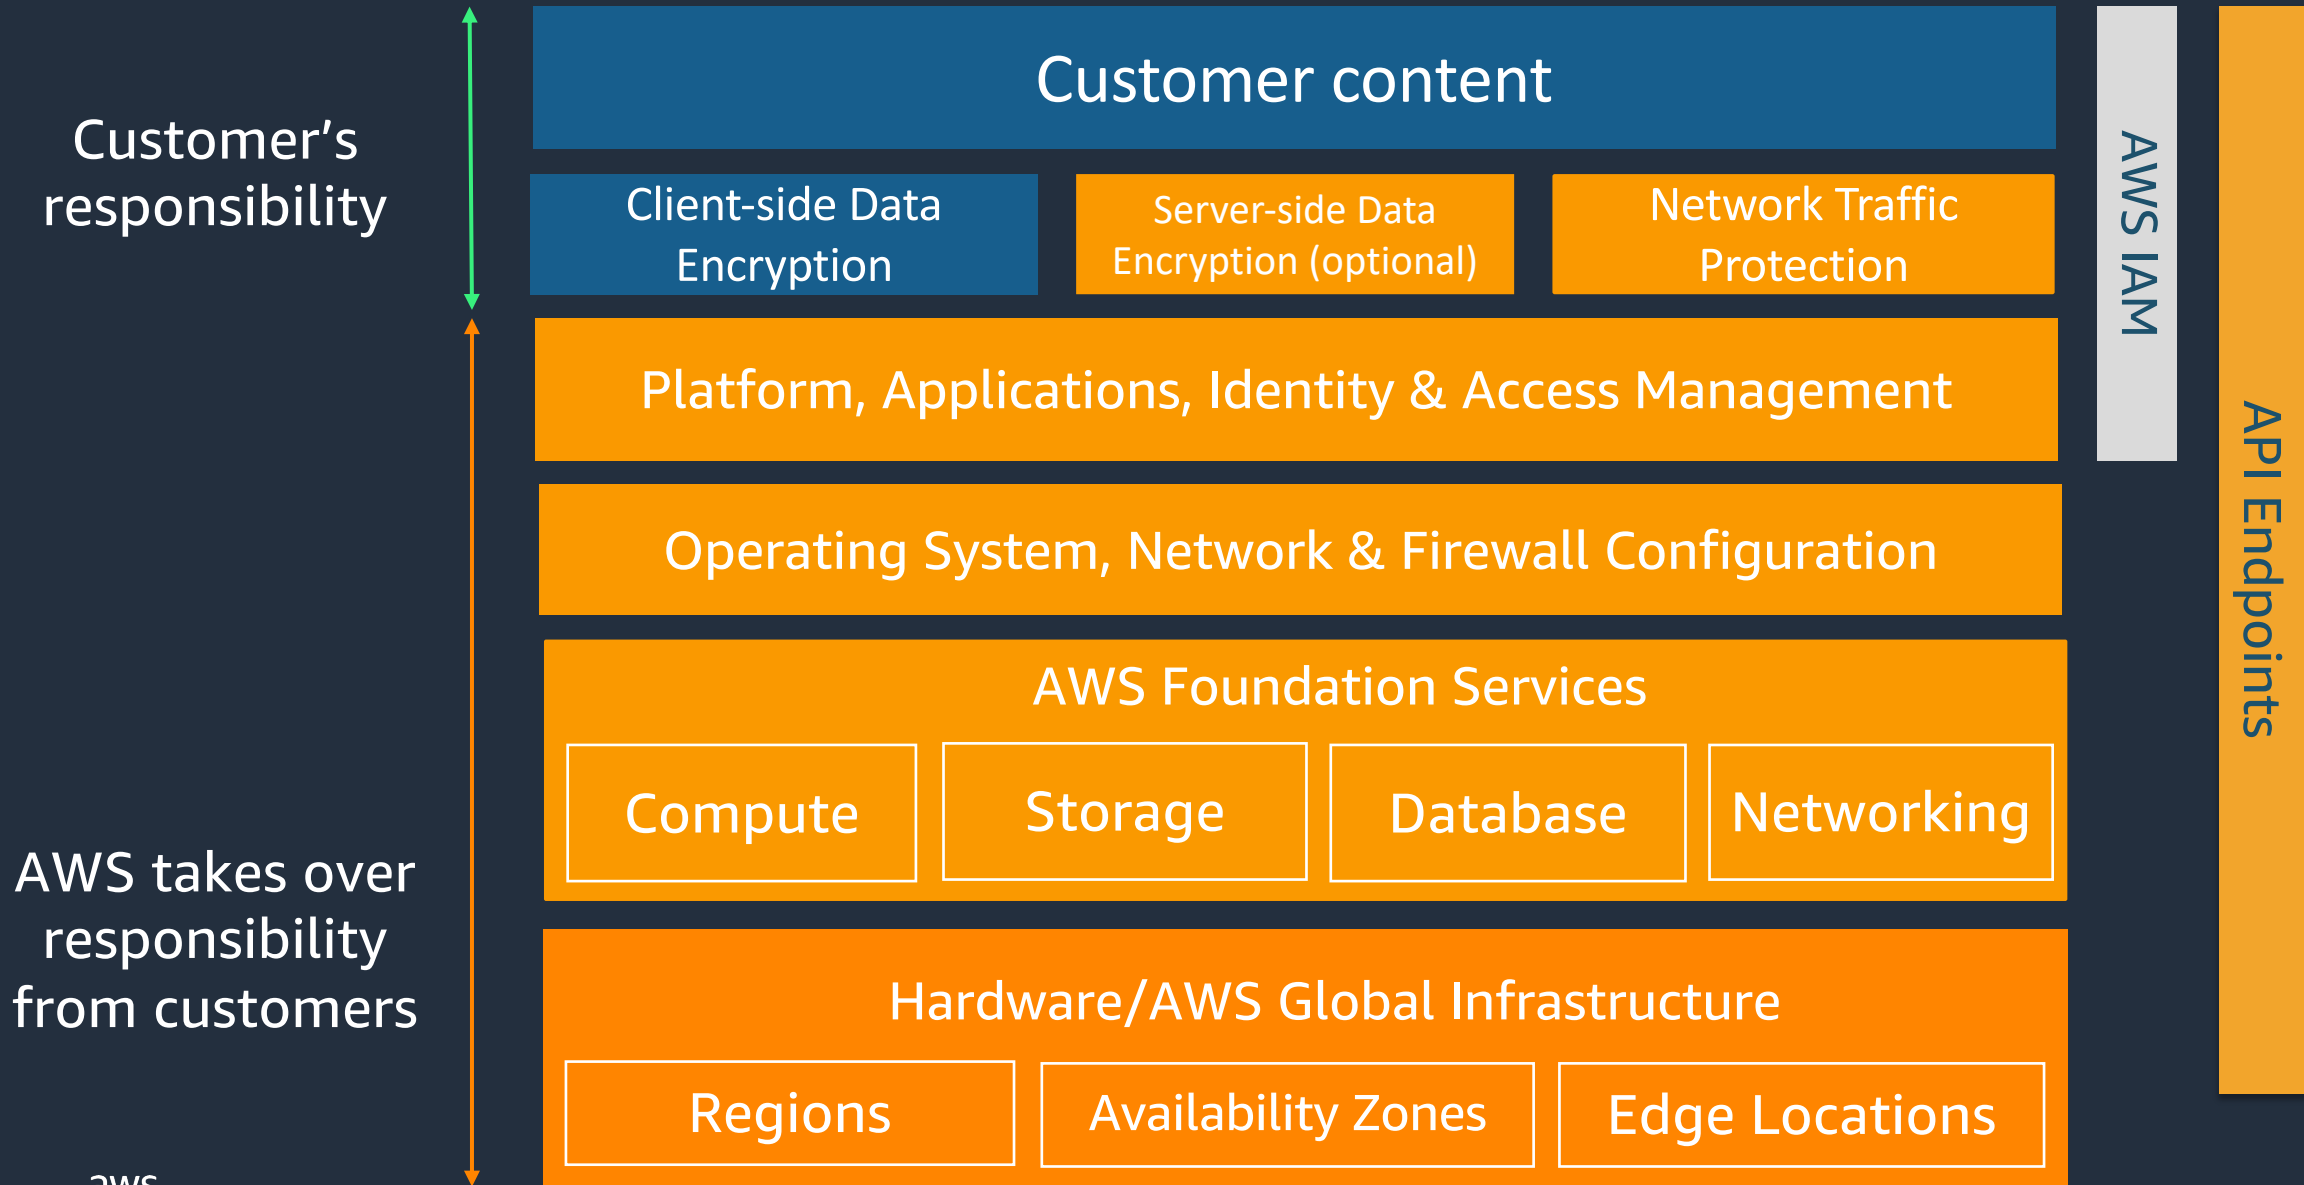 Customer's
responsibility
Customer content
Client-side Data
Encryption
Server-side Data
Encryption (optional)
Network Traffic
Protection
Platform, Applications, Identity & Access Management
Operating System, Network & Firewall Configuration
AWS takes over
responsibility
from customers
AWS Foundation Services
Compute
Storage
Database
Networking
Hardware/AWS Global Infrastructure
Regions
Availability Zones
Edge Locations
AWS IAM
API Endpoints
aws